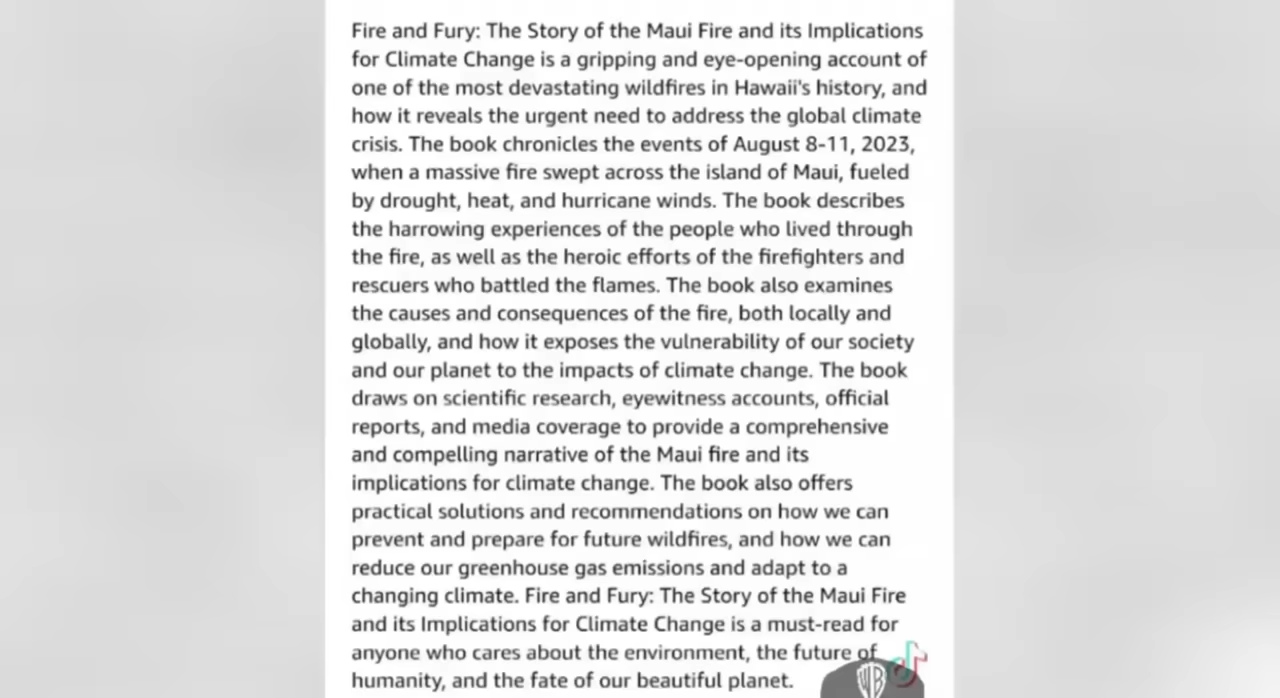 Fire and Fury: The Story of the Maui Fire and its Implications
for Climate Change is a gripping and eye-opening account of
one of the most devastating wildfires in Hawaii's history, and
how it reveals the urgent need to address the global climate
crisis. The book chronicles the events of August 8-11, 2023,
when a massive fire swept across the island of Maui, fueled
by drought, heat, and hurricane winds. The book describes
the harrowing experiences of the people who lived through
the fire, as well as the heroic efforts of the firefighters and
rescuers who battled the flames. The book also examines
the causes and consequences of the fire, both locally and
globally, and how it exposes the vulnerability of our society
and our planet to the impacts of climate change. The book
draws on scientific research, eyewitness accounts, official
reports, and media coverage to provide a comprehensive
and compelling narrative of the Maui fire and its
implications for climate change. The book also offers
practical solutions and recommendations on how we can
prevent and prepare for future wildfires, and how we can
reduce our greenhouse gas emissions and adapt to a
changing climate. Fire and Fury: The Story of the Maui Fire
and its Implications for Climate Change is a must-read for
anyone who cares about the environment, the future of
humanity, and the fate of our beautiful planet.
WB